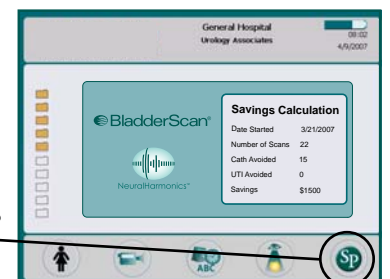 General Hospital
Urology Associates
08:02
4/9/2007
BladderScan®
NeuralHarmonics™
Savings Calculation
Date Started 3/21/2007
Number of Scans 22
Cath Avoided 15
UTI Avoided 0
Savings $1500
ABC
Sp